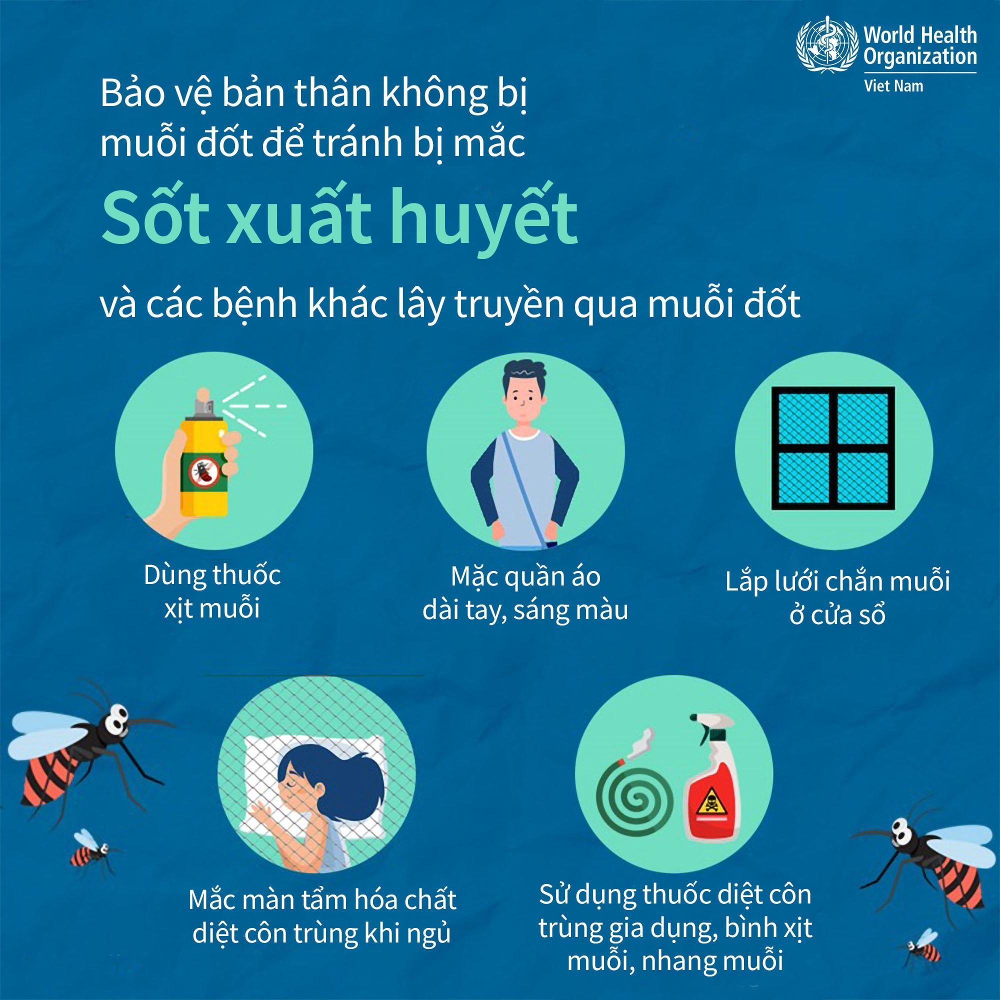 World Health
Organization
Viet Nam
Bảo vệ bản thân không bị
muỗi đốt để tránh bị mắc
Sốt xuất huyết
và các bệnh khác lây truyền qua muỗi đốt
Dùng thuốc
xịt muỗi
Mặc quần áo
dài tay, sáng màu
Lắp lưới chắn muỗi
ở cửa sổ
Mắc màn tẩm hóa chất
diệt côn trùng khi ngủ
Sử dụng thuốc diệt côn
trùng gia dụng, bình xịt
muỗi, nhang muỗi